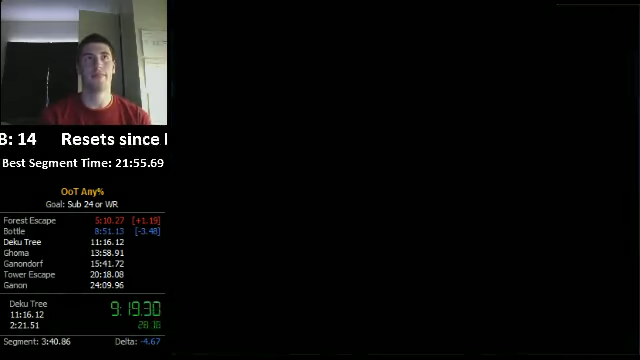 B: 14 Resets since
Best Segment Time: 21:55.69
OoT Any%
Goal: Sub 24 or WR
Forest Escape 5:10.27 [+1.19]
Bottle 8:51.13 [-3.48]
Deku Tree 11:16.12
Ghoma 13:58.91
Ganondorf 15:41.72
Tower Escape 20:18.08
Ganon 24:09.96
Deku Tree 9:19.30
11:16.12
2:21.51 28.16
Segment: 3:40.86 Delta: -4.67